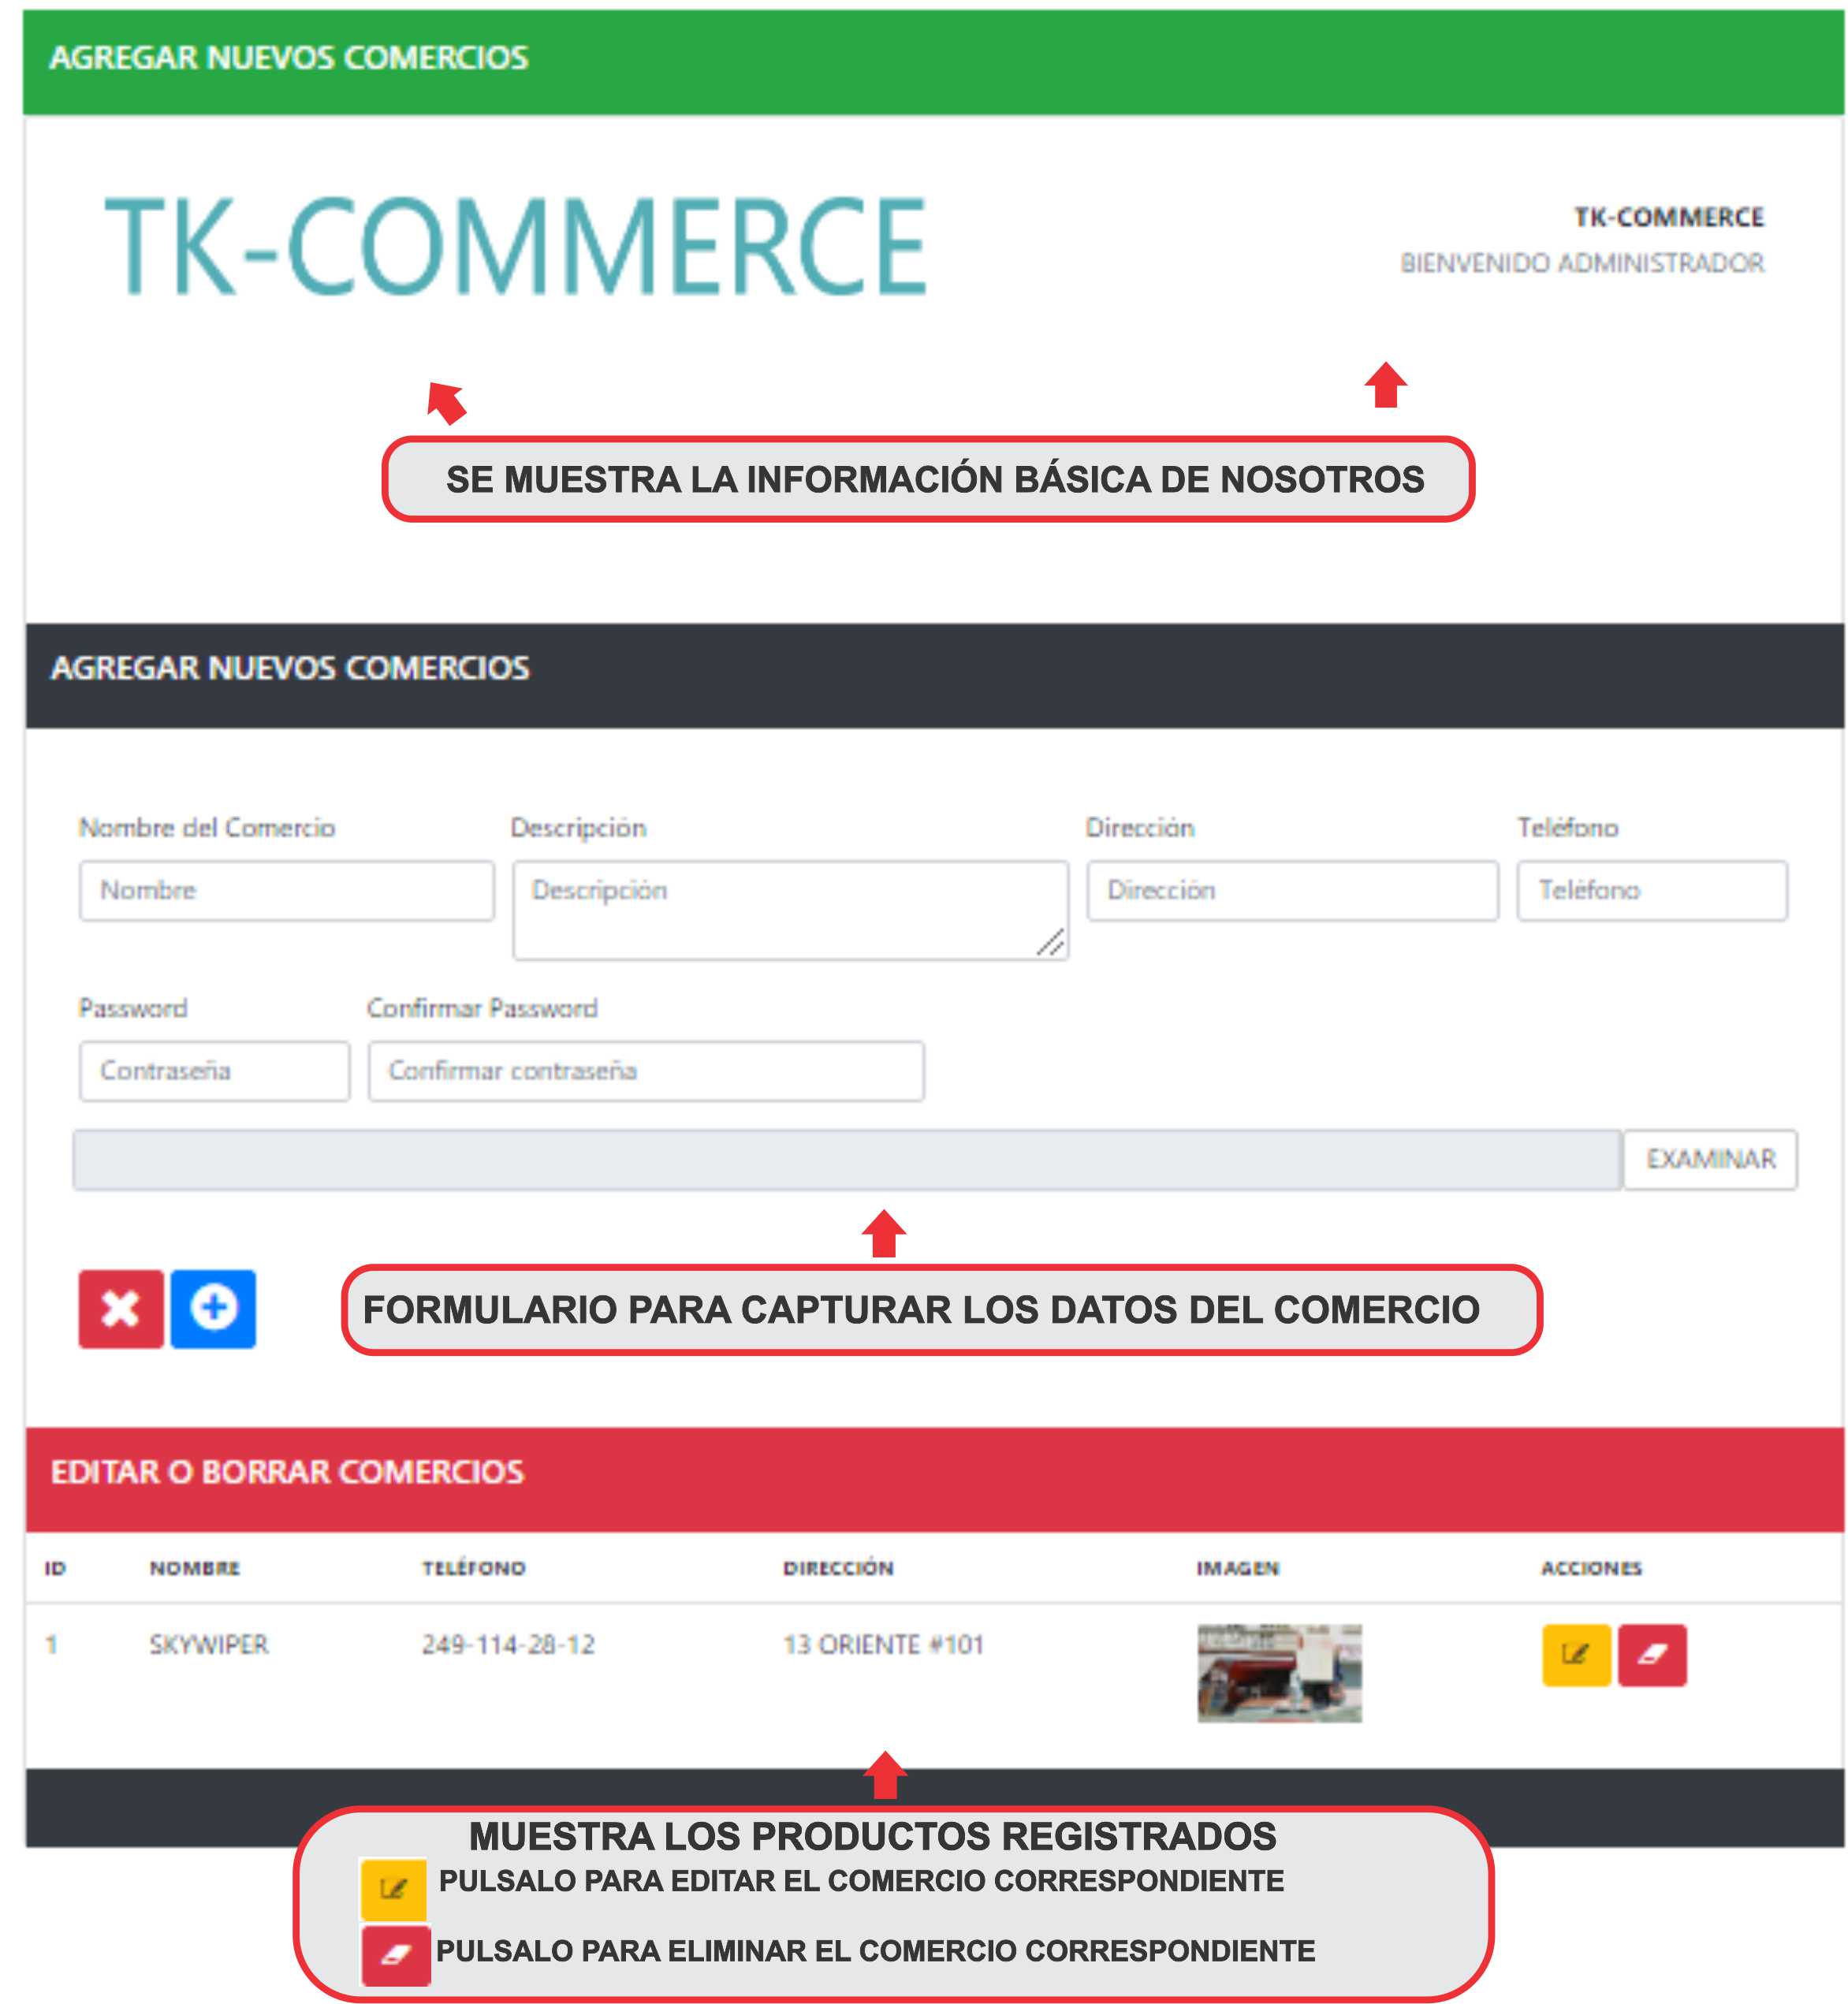 AGREGAR NUEVOS COMERCIOS
TK-COMMERCE
TK-COMMERCE
BIENVENIDO ADMINISTRADOR
SE MUESTRA LA INFORMACIÓN BÁSICA DE NOSOTROS
AGREGAR NUEVOS COMERCIOS
Nombre del Comercio Descripción Dirección Teléfono
Nombre Descripción Dirección Teléfono
Password Confirmar Password
Contraseña Confirmar contraseña
EXAMINAR
FORMULARIO PARA CAPTURAR LOS DATOS DEL COMERCIO
EDITAR O BORRAR COMERCIOS
ID NOMBRE TELÉFONO DIRECCIÓN IMAGEN ACCIONES
1 SKYWIPER 249-114-28-12 13 ORIENTE #101
MUESTRA LOS PRODUCTOS REGISTRADOS
PULSALO PARA EDITAR EL COMERCIO CORRESPONDIENTE
PULSALO PARA ELIMINAR EL COMERCIO CORRESPONDIENTE